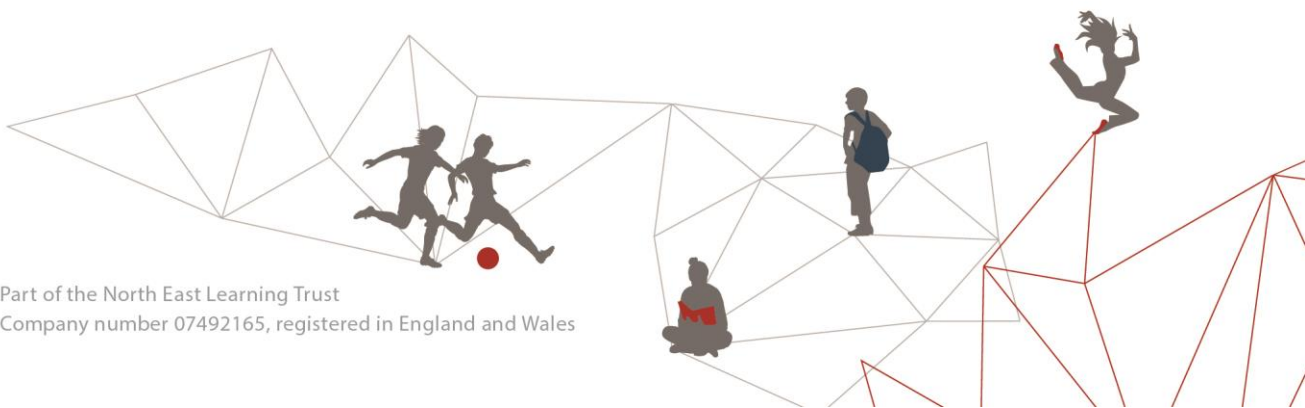 Part of the North East Learning Trust
Company number 07492165, registered in England and Wales